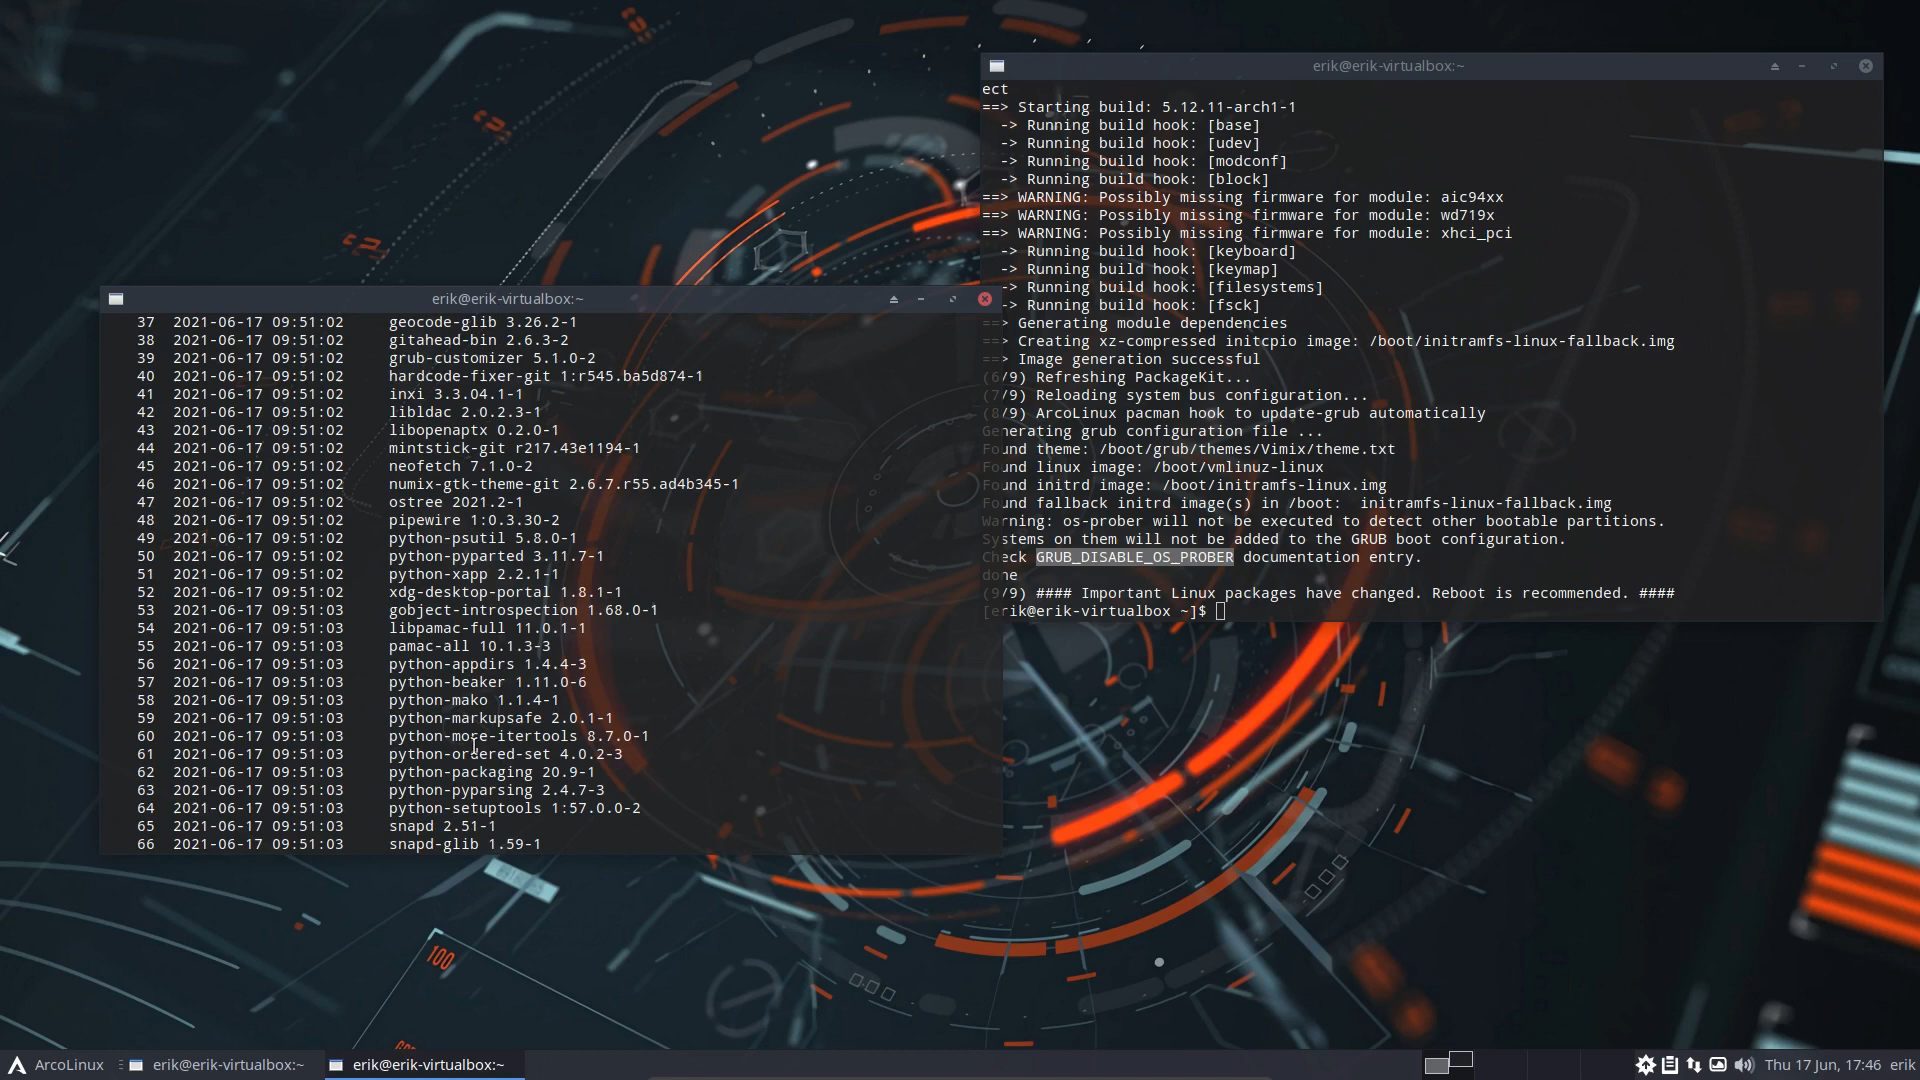 erik@erik-virtualbox:~
ect
==> Starting build: 5.12.11-arch1-1
-> Running build hook: [base]
-> Running build hook: [udev]
-> Running build hook: [modconf]
-> Running build hook: [block]
==> WARNING: Possibly missing firmware for module: aic94xx
==> WARNING: Possibly missing firmware for module: wd719x
==> WARNING: Possibly missing firmware for module: xhci_pci
-> Running build hook: [keyboard]
-> Running build hook: [keymap]
-> Running build hook: [filesystems]
-> Running build hook: [fsck]
==> Generating module dependencies
==> Creating xz-compressed initcpio image: /boot/initramfs-linux-fallback.img
==> Image generation successful
(6/9) Refreshing PackageKit...
(7/9) Reloading system bus configuration...
(8/9) ArcoLinux pacman hook to update-grub automatically
Generating grub configuration file ...
Found theme: /boot/grub/themes/Vimix/theme.txt
Found linux image: /boot/vmlinuz-linux
Found initrd image: /boot/initramfs-linux.img
Found fallback initrd image(s) in /boot:  initramfs-linux-fallback.img
Warning: os-prober will not be executed to detect other bootable partitions.
Systems on them will not be added to the GRUB boot configuration.
Check GRUB_DISABLE_OS_PROBER documentation entry.
done
(9/9) #### Important Linux packages have changed. Reboot is recommended. ####
[erik@erik-virtualbox ~]$
erik@erik-virtualbox:~
37 2021-06-17 09:51:02 geocode-glib 3.26.2-1
38 2021-06-17 09:51:02 gitahead-bin 2.6.3-2
39 2021-06-17 09:51:02 grub-customizer 5.1.0-2
40 2021-06-17 09:51:02 hardcode-fixer-git 1:r545.ba5d874-1
41 2021-06-17 09:51:02 inxi 3.3.04.1-1
42 2021-06-17 09:51:02 libldac 2.0.2.3-1
43 2021-06-17 09:51:02 libopenaptx 0.2.0-1
44 2021-06-17 09:51:02 mintstick-git r217.43e1194-1
45 2021-06-17 09:51:02 neofetch 7.1.0-2
46 2021-06-17 09:51:02 numix-gtk-theme-git 2.6.7.r55.ad4b345-1
47 2021-06-17 09:51:02 ostree 2021.2-1
48 2021-06-17 09:51:02 pipewire 1:0.3.30-2
49 2021-06-17 09:51:02 python-psutil 5.8.0-1
50 2021-06-17 09:51:02 python-pyparted 3.11.7-1
51 2021-06-17 09:51:02 python-xapp 2.2.1-1
52 2021-06-17 09:51:02 xdg-desktop-portal 1.8.1-1
53 2021-06-17 09:51:03 gobject-introspection 1.68.0-1
54 2021-06-17 09:51:03 libpamac-full 11.0.1-1
55 2021-06-17 09:51:03 pamac-all 10.1.3-3
56 2021-06-17 09:51:03 python-appdirs 1.4.4-3
57 2021-06-17 09:51:03 python-beaker 1.11.0-6
58 2021-06-17 09:51:03 python-mako 1.1.4-1
59 2021-06-17 09:51:03 python-markupsafe 2.0.1-1
60 2021-06-17 09:51:03 python-more-itertools 8.7.0-1
61 2021-06-17 09:51:03 python-ordered-set 4.0.2-3
62 2021-06-17 09:51:03 python-packaging 20.9-1
63 2021-06-17 09:51:03 python-pyparsing 2.4.7-3
64 2021-06-17 09:51:03 python-setuptools 1:57.0.0-2
65 2021-06-17 09:51:03 snapd 2.51-1
66 2021-06-17 09:51:03 snapd-glib 1.59-1
100
ArcoLinux erik@erik-virtualbox:~ erik@erik-virtualbox:~ Thu 17 Jun, 17:46 erik